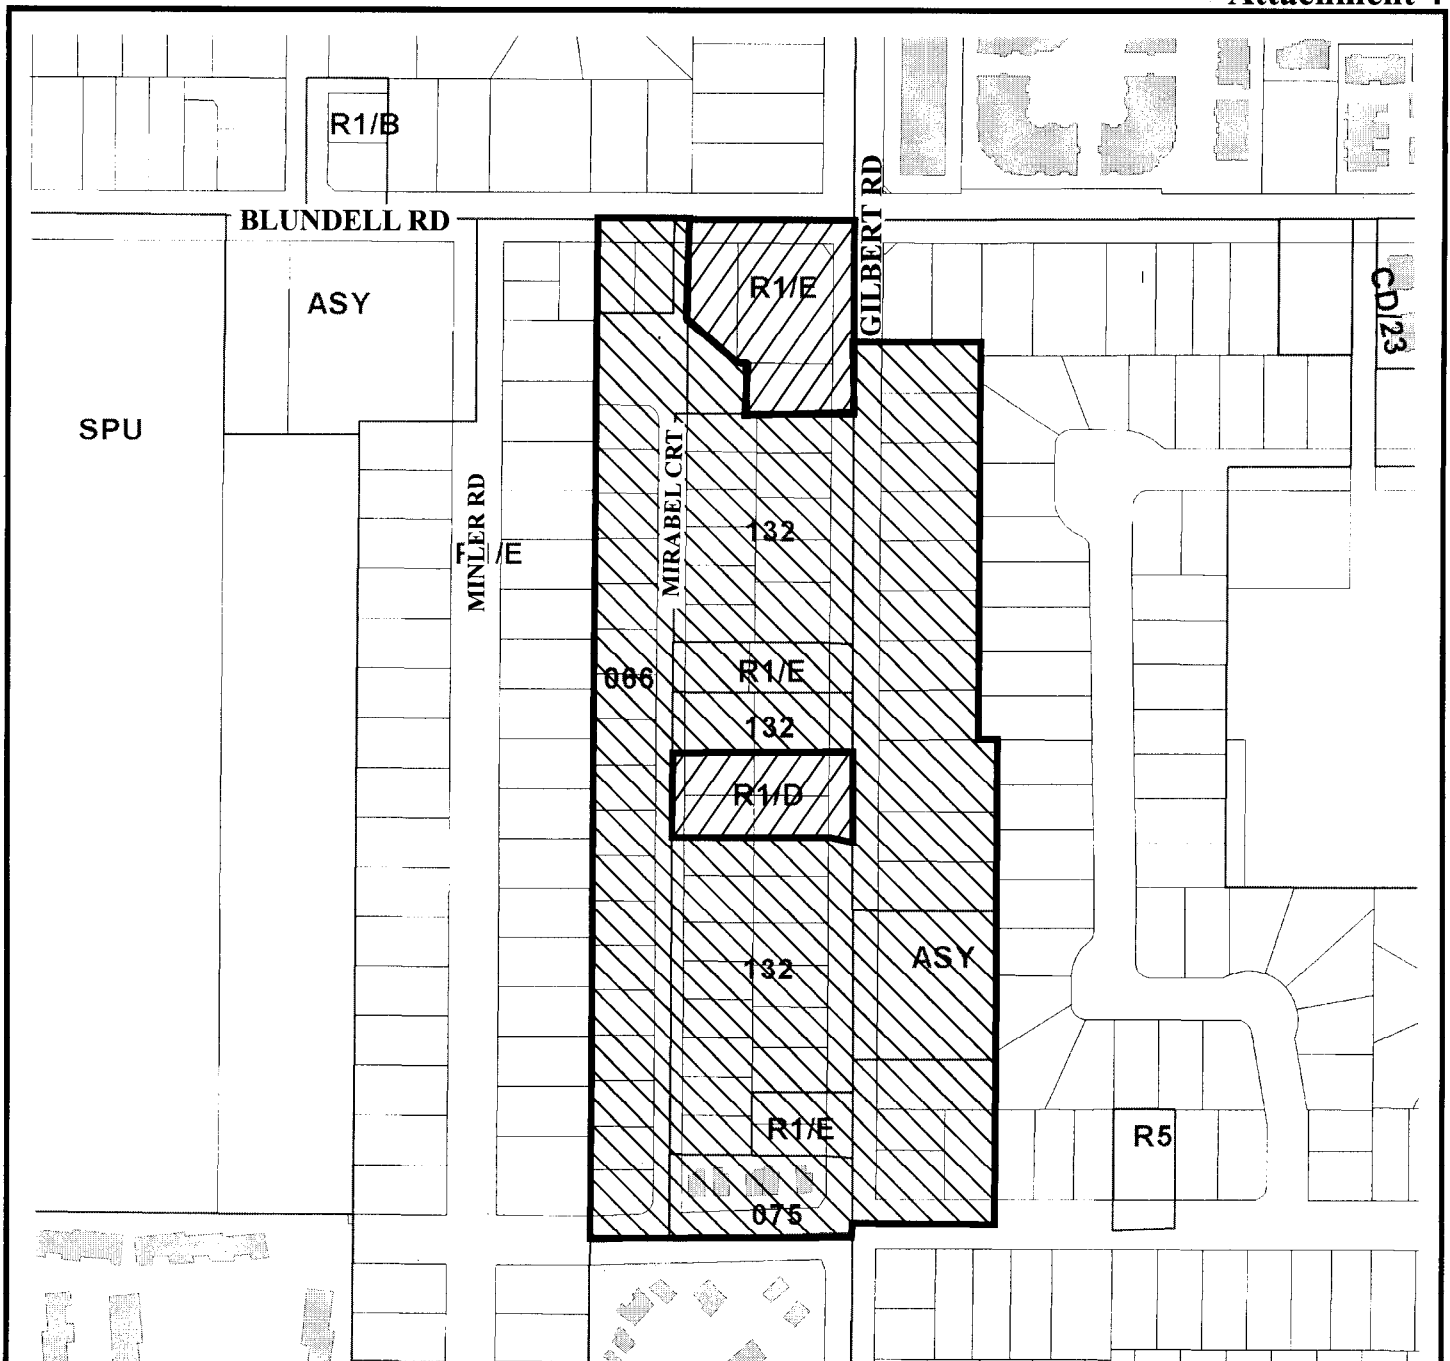 R1/B
BLUNDELL RD
GILBERT RD
R1/E
ASY
CD/23
SPU
MIRABEL CRT
MINLER RD
132
R1/E
066
R1/E
132
R1/D
132
ASY
R1/E
R5
075